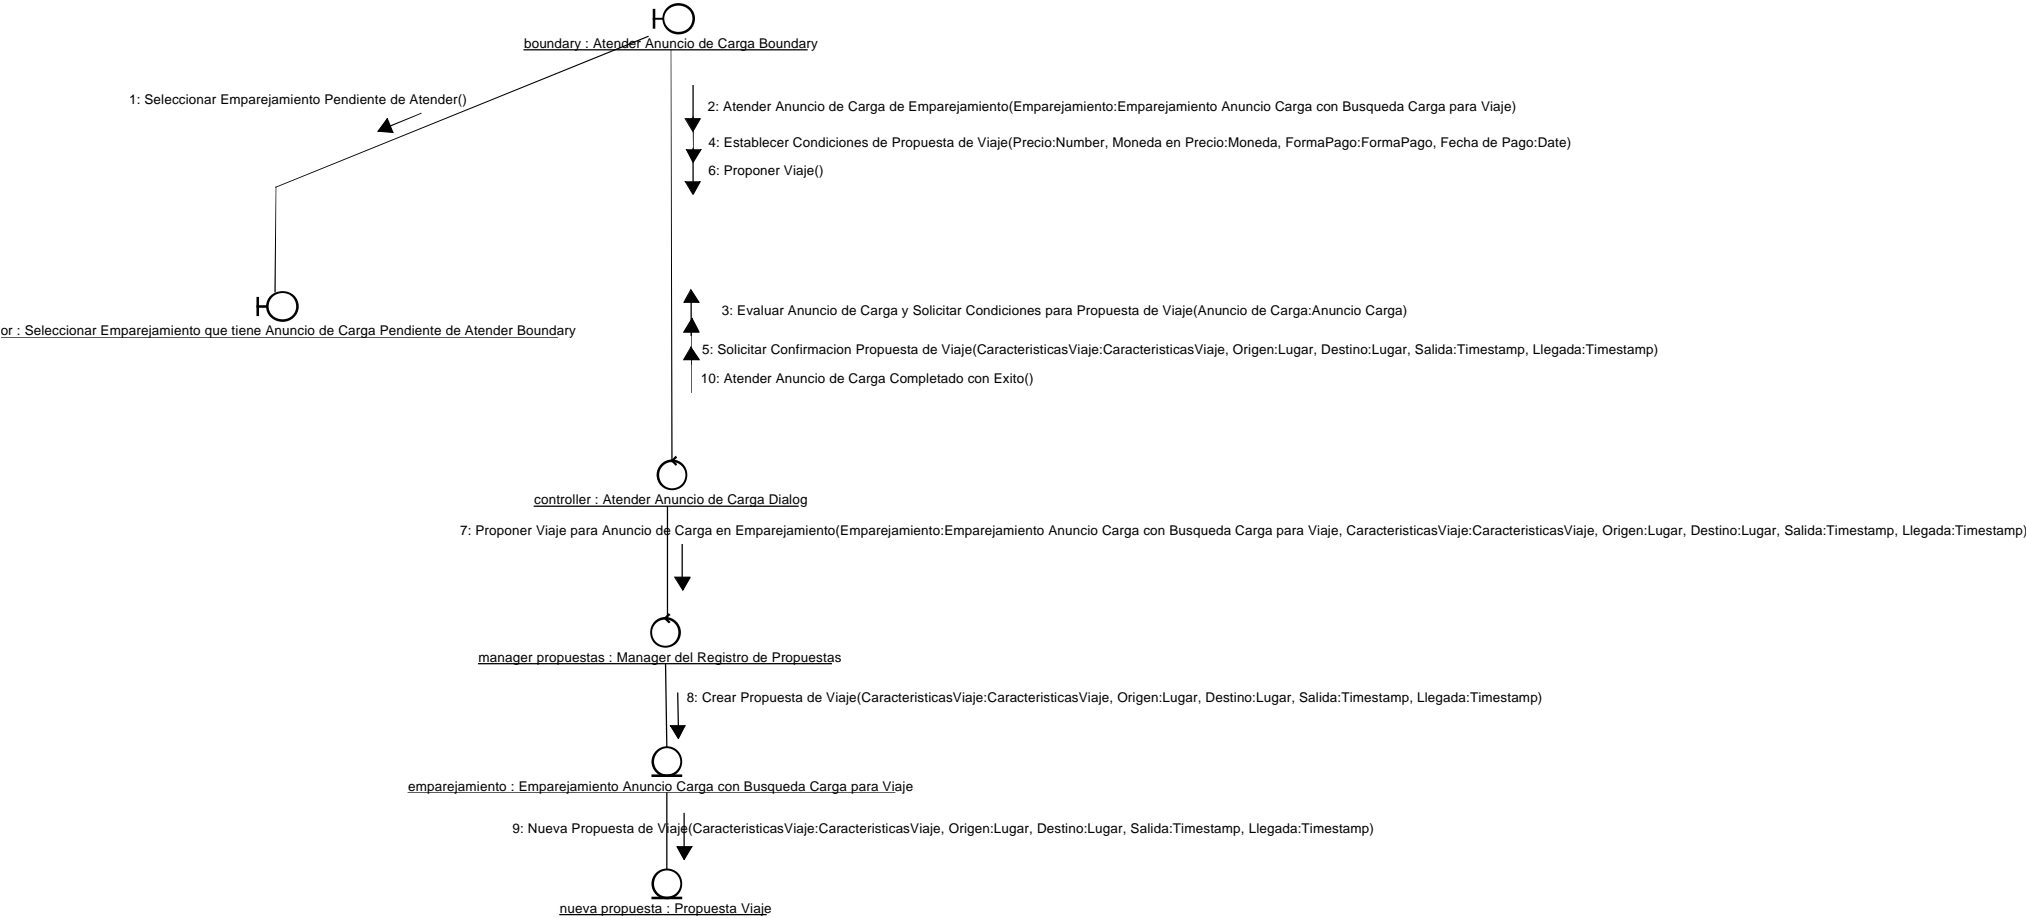 boundary : Atender Anuncio de Carga Boundary
1: Seleccionar Emparejamiento Pendiente de Atender()
2: Atender Anuncio de Carga de Emparejamiento(Emparejamiento:Emparejamiento Anuncio Carga con Busqueda Carga para Viaje)
4: Establecer Condiciones de Propuesta de Viaje(Precio:Number, Moneda en Precio:Moneda, FormaPago:FormaPago, Fecha de Pago:Date)
6: Proponer Viaje()
3: Evaluar Anuncio de Carga y Solicitar Condiciones para Propuesta de Viaje(Anuncio de Carga:Anuncio Carga)
or : Seleccionar Emparejamiento que tiene Anuncio de Carga Pendiente de Atender Boundary
5: Solicitar Confirmacion Propuesta de Viaje(CaracteristicasViaje:CaracteristicasViaje, Origen:Lugar, Destino:Lugar, Salida:Timestamp, Llegada:Timestamp)
10: Atender Anuncio de Carga Completado con Exito()
controller : Atender Anuncio de Carga Dialog
7: Proponer Viaje para Anuncio de Carga en Emparejamiento(Emparejamiento:Emparejamiento Anuncio Carga con Busqueda Carga para Viaje, CaracteristicasViaje:CaracteristicasViaje, Origen:Lugar, Destino:Lugar, Salida:Timestamp, Llegada:Timestamp)
manager propuestas : Manager del Registro de Propuestas
8: Crear Propuesta de Viaje(CaracteristicasViaje:CaracteristicasViaje, Origen:Lugar, Destino:Lugar, Salida:Timestamp, Llegada:Timestamp)
emparejamiento : Emparejamiento Anuncio Carga con Busqueda Carga para Viaje
9: Nueva Propuesta de Viaje(CaracteristicasViaje:CaracteristicasViaje, Origen:Lugar, Destino:Lugar, Salida:Timestamp, Llegada:Timestamp)
nueva propuesta : Propuesta Viaje